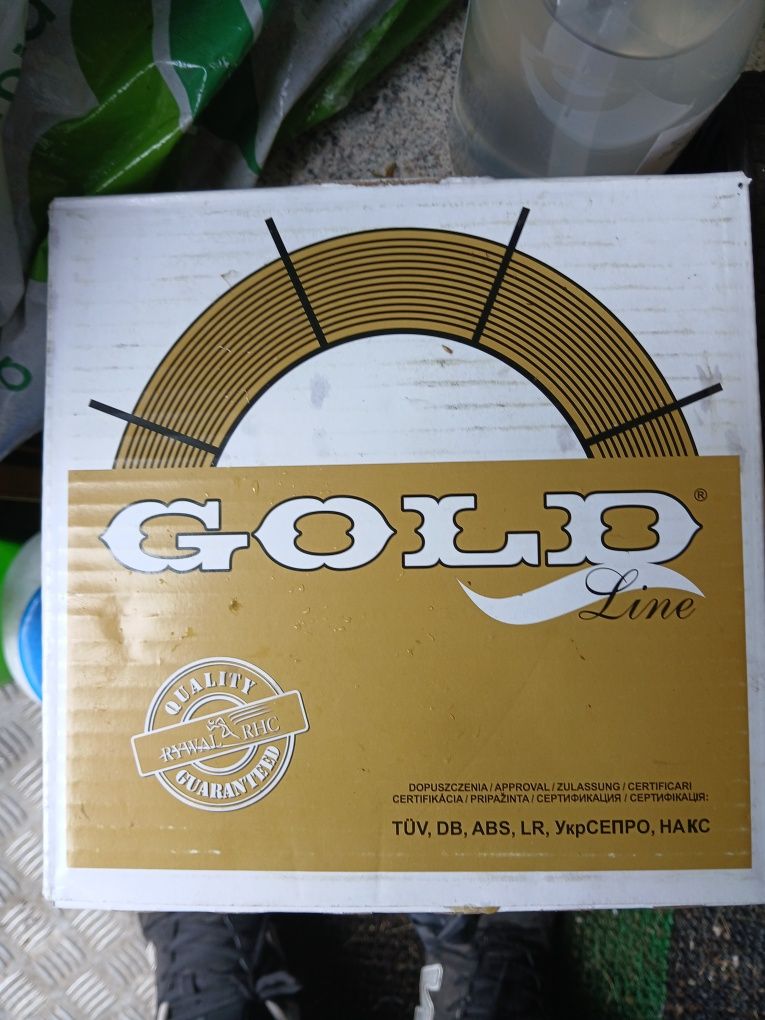 GOLD®
Line
QUALITY
RYWAL RHC
GUARANTEED
DOPUSZCZENIA / APPROVAL / ZULASSUNG / CERTIFICARI
CERTIFIKÁCIA / PRIPAŽINTA / СЕРТИФИКАЦИЯ / СЕРТИФІКАЦІЯ:
TÜV, DB, ABS, LR, УкрСЕПРО, НАКС